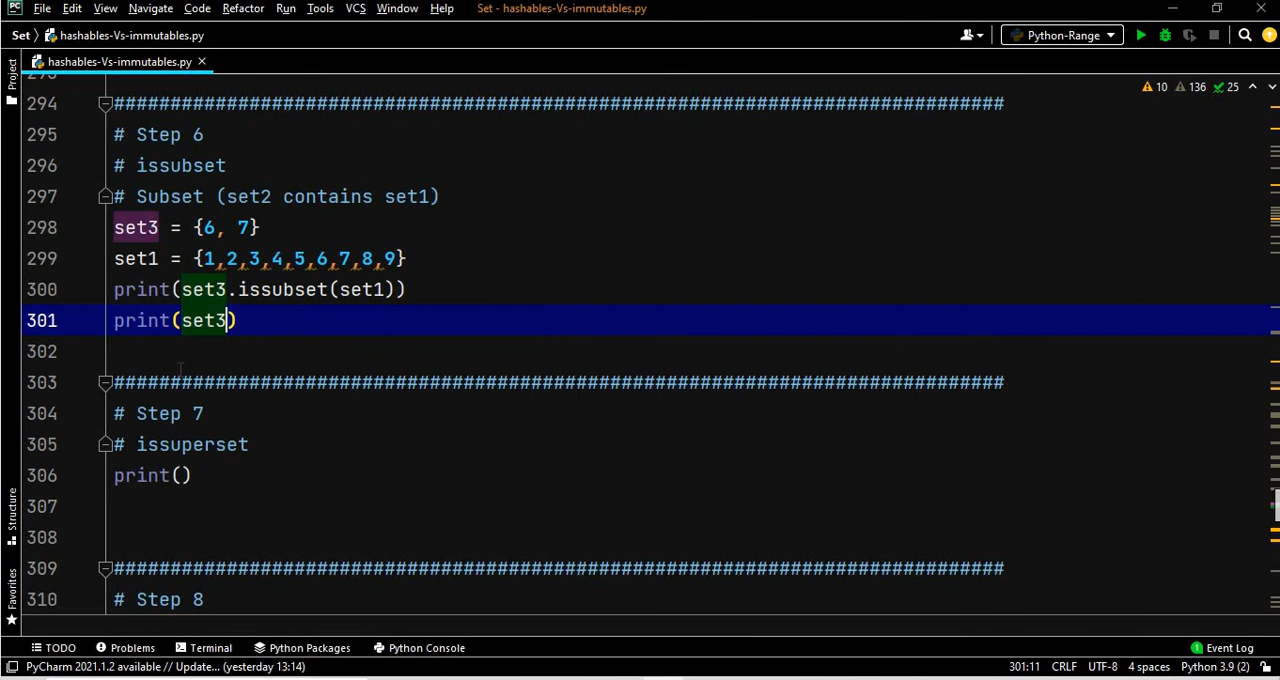 PC File Edit View Navigate Code Refactor Run Tools VCS Window Help Set - hashables-Vs-immutables.py
Set hashables-Vs-immutables.py Python-Range
hashables-Vs-immutables.py
Project
10 136 25
294 ##############################################################################
295 # Step 6
296 # issubset
297 # Subset (set2 contains set1)
298 set3 = {6, 7}
299 set1 = {1,2,3,4,5,6,7,8,9}
300 print(set3.issubset(set1))
301 print(set3)
302
303 ##############################################################################
304 # Step 7
305 # issuperset
306 print()
307
308
309 ##############################################################################
310 # Step 8
Structure
Favorites
TODO Problems Terminal Python Packages Python Console 1 Event Log
PyCharm 2021.1.2 available // Update... (yesterday 13:14) 301:11 CRLF UTF-8 4 spaces Python 3.9 (2)